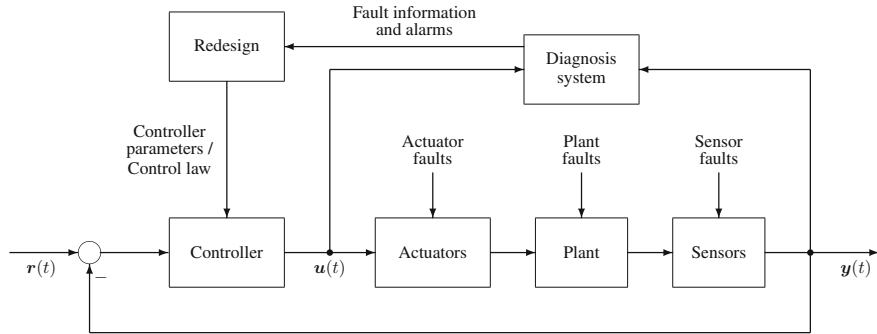 Fault information
and alarms
Redesign
Diagnosis
system
Controller
parameters /
Control law
Actuator
faults
Plant
faults
Sensor
faults
Controller
Actuators
Plant
Sensors
r(t)
−
u(t)
y(t)